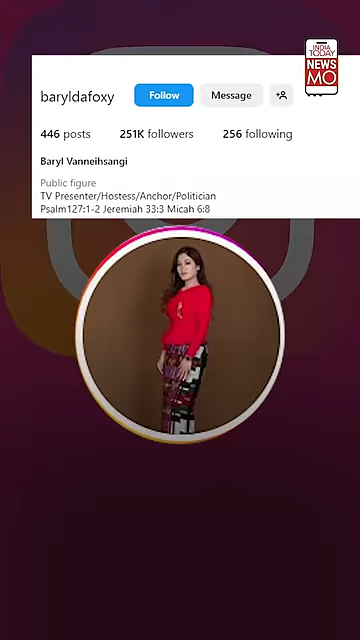 INDIA
TODAY
NEWS
MO
baryldafoxy Follow Message
446 posts 251K followers 256 following
Baryl Vanneihsangi
Public figure
TV Presenter/Hostess/Anchor/Politician
Psalm127:1-2 Jeremiah 33:3 Micah 6:8